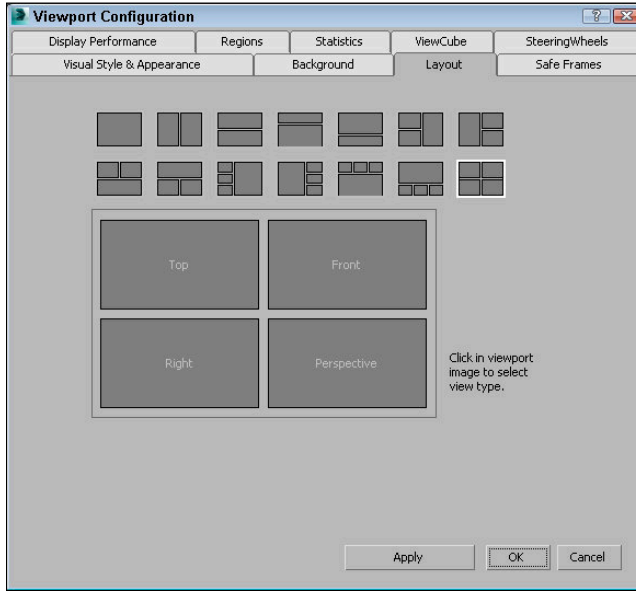 Viewport Configuration
Display Performance Regions Statistics ViewCube SteeringWheels
Visual Style & Appearance Background Layout Safe Frames
Top Front
Right Perspective
Click in viewport
image to select
view type.
Apply OK Cancel